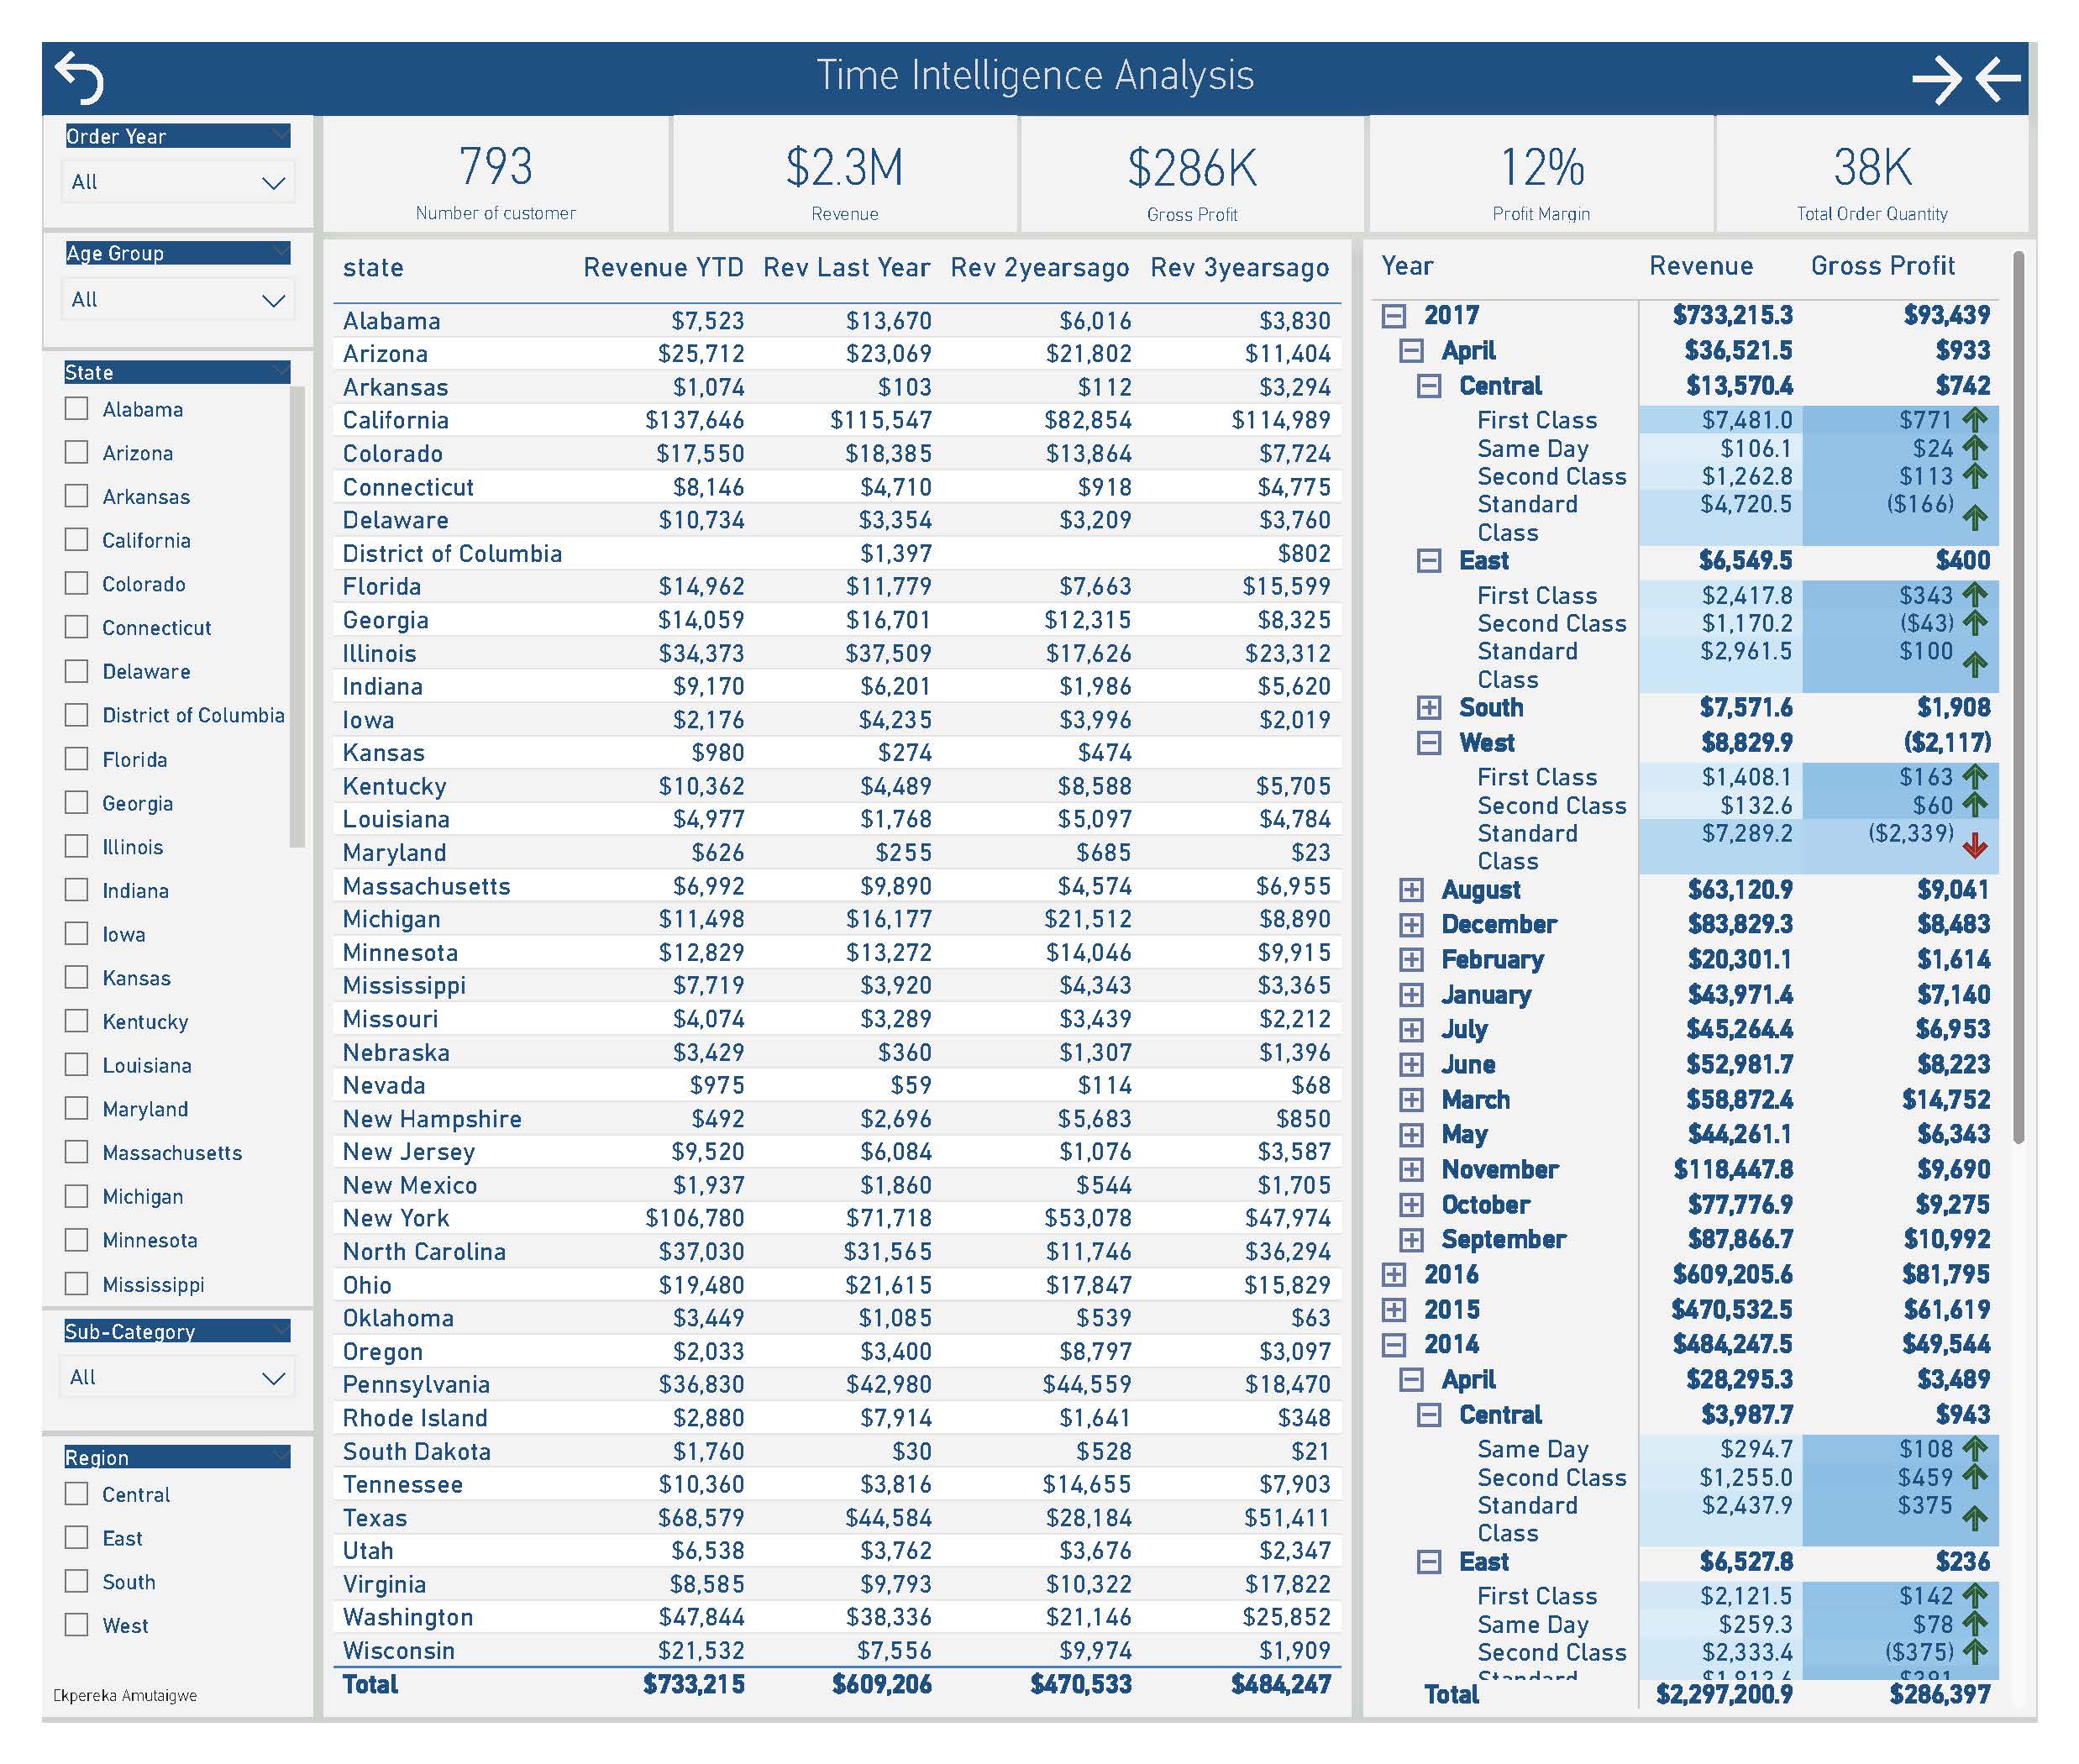 Time Intelligence Analysis
Order Year
All
Age Group
All
State
Alabama
Arizona
Arkansas
California
Colorado
Connecticut
Delaware
District of Columbia
Florida
Georgia
Illinois
Indiana
Iowa
Kansas
Kentucky
Louisiana
Maryland
Massachusetts
Michigan
Minnesota
Mississippi
Sub-Category
All
Region
Central
East
South
West
Ekpereka Amutaigwe
793
Number of customer
$2.3M
Revenue
$286K
Gross Profit
12%
Profit Margin
38K
Total Order Quantity
state Revenue YTD Rev Last Year Rev 2yearsago Rev 3yearsago
Alabama $7,523 $13,670 $6,016 $3,830
Arizona $25,712 $23,069 $21,802 $11,404
Arkansas $1,074 $103 $112 $3,294
California $137,646 $115,547 $82,854 $114,989
Colorado $17,550 $18,385 $13,864 $7,724
Connecticut $8,146 $4,710 $918 $4,775
Delaware $10,734 $3,354 $3,209 $3,760
District of Columbia $1,397 $802
Florida $14,962 $11,779 $7,663 $15,599
Georgia $14,059 $16,701 $12,315 $8,325
Illinois $34,373 $37,509 $17,626 $23,312
Indiana $9,170 $6,201 $1,986 $5,620
Iowa $2,176 $4,235 $3,996 $2,019
Kansas $980 $274 $474
Kentucky $10,362 $4,489 $8,588 $5,705
Louisiana $4,977 $1,768 $5,097 $4,784
Maryland $626 $255 $685 $23
Massachusetts $6,992 $9,890 $4,574 $6,955
Michigan $11,498 $16,177 $21,512 $8,890
Minnesota $12,829 $13,272 $14,046 $9,915
Mississippi $7,719 $3,920 $4,343 $3,365
Missouri $4,074 $3,289 $3,439 $2,212
Nebraska $3,429 $360 $1,307 $1,396
Nevada $975 $59 $114 $68
New Hampshire $492 $2,696 $5,683 $850
New Jersey $9,520 $6,084 $1,076 $3,587
New Mexico $1,937 $1,860 $544 $1,705
New York $106,780 $71,718 $53,078 $47,974
North Carolina $37,030 $31,565 $11,746 $36,294
Ohio $19,480 $21,615 $17,847 $15,829
Oklahoma $3,449 $1,085 $539 $63
Oregon $2,033 $3,400 $8,797 $3,097
Pennsylvania $36,830 $42,980 $44,559 $18,470
Rhode Island $2,880 $7,914 $1,641 $348
South Dakota $1,760 $30 $528 $21
Tennessee $10,360 $3,816 $14,655 $7,903
Texas $68,579 $44,584 $28,184 $51,411
Utah $6,538 $3,762 $3,676 $2,347
Virginia $8,585 $9,793 $10,322 $17,822
Washington $47,844 $38,336 $21,146 $25,852
Wisconsin $21,532 $7,556 $9,974 $1,909
Total $733,215 $609,206 $470,533 $484,247
Year Revenue Gross Profit
2017 $733,215.3 $93,439
April $36,521.5 $933
Central $13,570.4 $742
First Class $7,481.0 $771
Same Day $106.1 $24
Second Class $1,262.8 $113
Standard $4,720.5 ($166)
Class
East $6,549.5 $400
First Class $2,417.8 $343
Second Class $1,170.2 ($43)
Standard $2,961.5 $100
Class
South $7,571.6 $1,908
West $8,829.9 ($2,117)
First Class $1,408.1 $163
Second Class $132.6 $60
Standard $7,289.2 ($2,339)
Class
August $63,120.9 $9,041
December $83,829.3 $8,483
February $20,301.1 $1,614
January $43,971.4 $7,140
July $45,264.4 $6,953
June $52,981.7 $8,223
March $58,872.4 $14,752
May $44,261.1 $6,343
November $118,447.8 $9,690
October $77,776.9 $9,275
September $87,866.7 $10,992
2016 $609,205.6 $81,795
2015 $470,532.5 $61,619
2014 $484,247.5 $49,544
April $28,295.3 $3,489
Central $3,987.7 $943
Same Day $294.7 $108
Second Class $1,255.0 $459
Standard $2,437.9 $375
Class
East $6,527.8 $236
First Class $2,121.5 $142
Same Day $259.3 $78
Second Class $2,333.4 ($375)
Standard
Total $2,297,200.9 $286,397